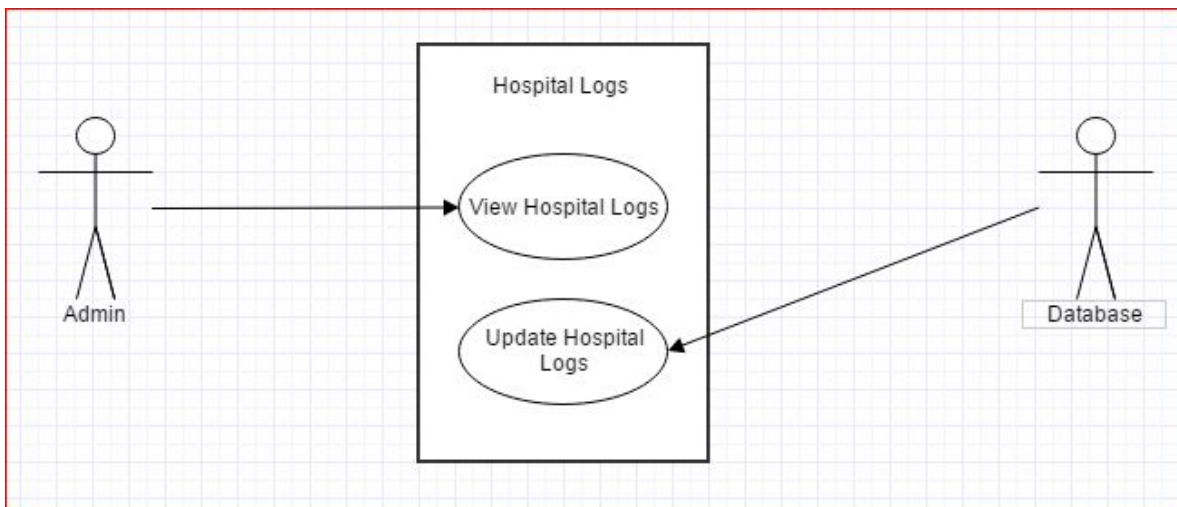 Hospital Logs
View Hospital Logs
Admin
Database
Update Hospital
Logs